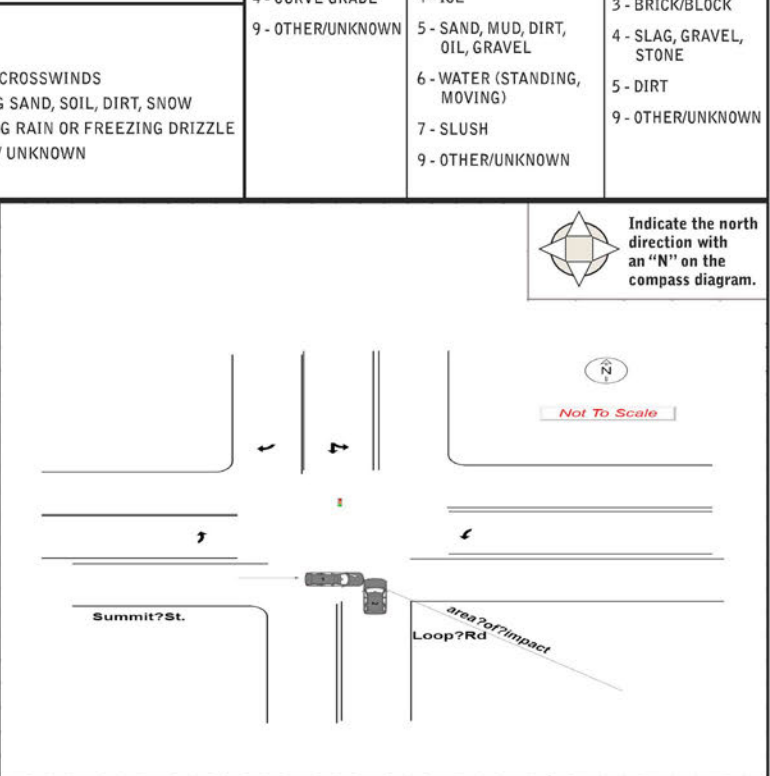 9 - OTHER/UNKNOWN
5 - SAND, MUD, DIRT,
OIL, GRAVEL
6 - WATER (STANDING,
MOVING)
7 - SLUSH
9 - OTHER/UNKNOWN
3 - BRICK/BLOCK
4 - SLAG, GRAVEL,
STONE
5 - DIRT
9 - OTHER/UNKNOWN
CROSSWINDS
G SAND, SOIL, DIRT, SNOW
G RAIN OR FREEZING DRIZZLE
/ UNKNOWN
Indicate the north
direction with
an “N” on the
compass diagram.
N
Not To Scale
Summit?St.
Loop?Rd
area?of?impact